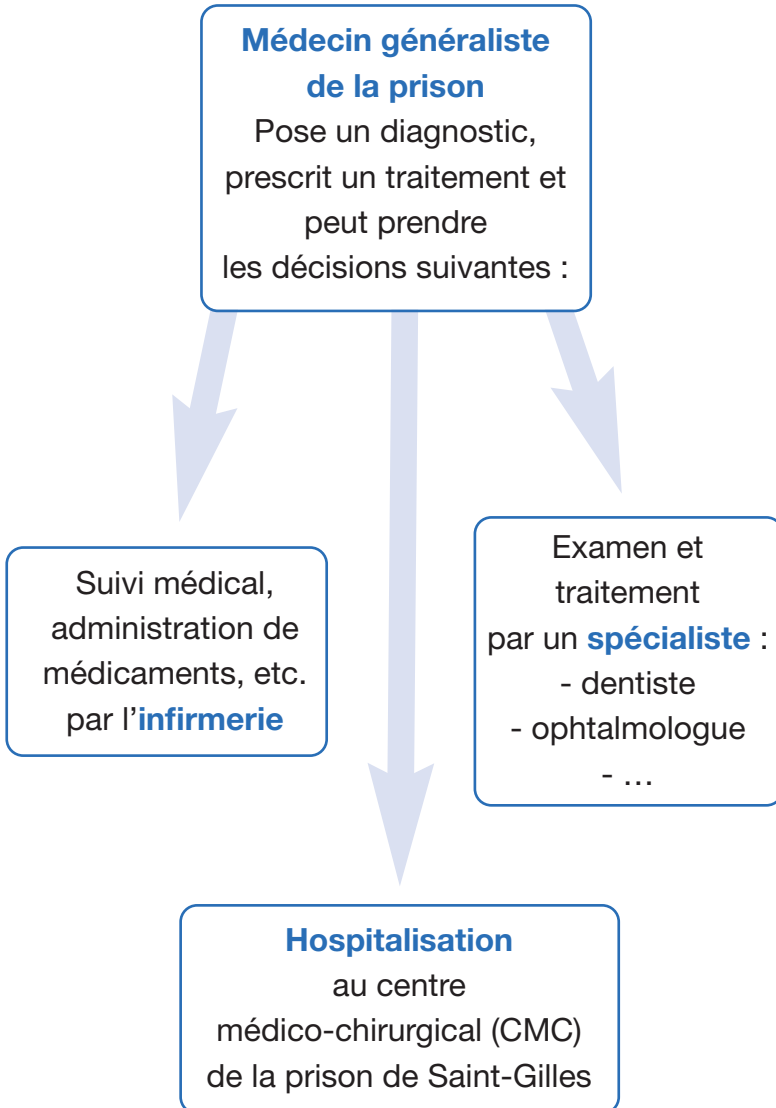 Médecin généraliste
de la prison
Pose un diagnostic,
prescrit un traitement et
peut prendre
les décisions suivantes :
Suivi médical,
administration de
médicaments, etc.
par l’infirmerie
Examen et
traitement
par un spécialiste :
- dentiste
- ophtalmologue
- …
Hospitalisation
au centre
médico-chirurgical (CMC)
de la prison de Saint-Gilles